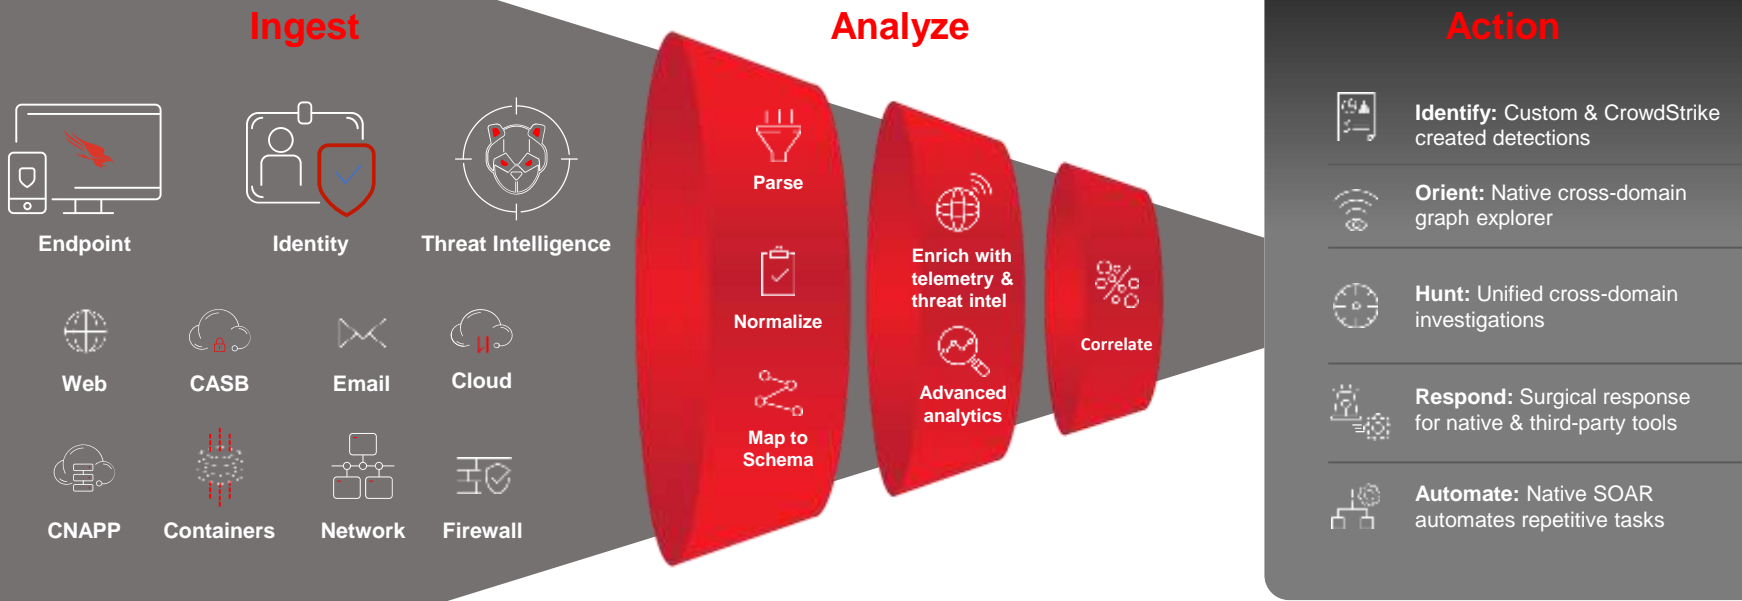 Ingest
Endpoint
Identity
Threat Intelligence
Web
CASB
Email
Cloud
CNAPP
Containers
Network
Firewall
Analyze
Parse
Normalize
Map to
Schema
Enrich with
telemetry &
threat intel
Advanced
analytics
Correlate
Action
Identify: Custom & CrowdStrike
created detections
Orient: Native cross-domain
graph explorer
Hunt: Unified cross-domain
investigations
Respond: Surgical response
for native & third-party tools
Automate: Native SOAR
automates repetitive tasks